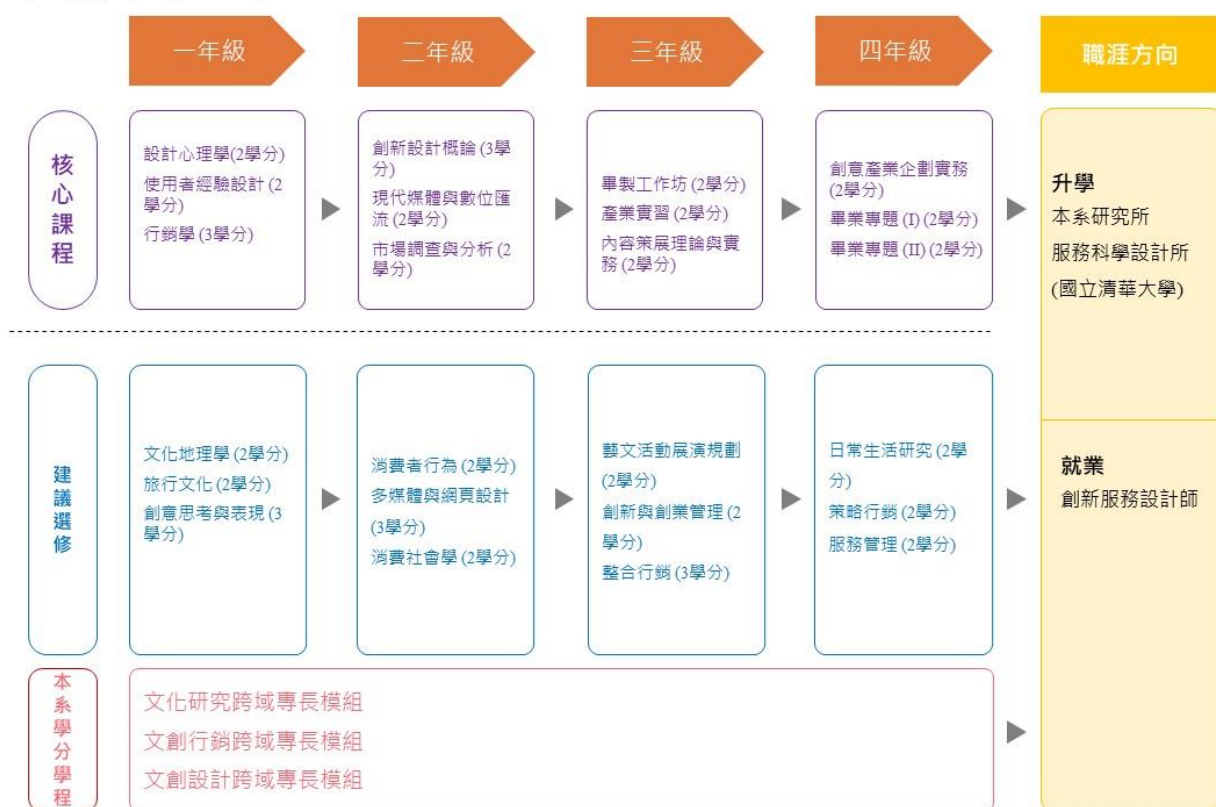 一年級
二年級
三年級
四年級
職涯方向
核心課程
設計心理學(2學分)
使用者經驗設計 (2
學分)
行銷學 (3學分)
創新設計概論 (3學
分)
現代媒體與數位匯
流 (2學分)
市場調查與分析 (2
學分)
畢製工作坊 (2學分)
產業實習 (2學分)
內容策展理論與實
務 (2學分)
創意產業企劃實務
(2學分)
畢業專題 (I) (2學分)
畢業專題 (II) (2學分)
升學
本系研究所
服務科學設計所
(國立清華大學)
建議選修
文化地理學 (2學分)
旅行文化 (2學分)
創意思考與表現 (3
學分)
消費者行為 (2學分)
多媒體與網頁設計
(3學分)
消費社會學 (2學分)
藝文活動展演規劃
(2學分)
創新與創業管理 (2
學分)
整合行銷 (3學分)
日常生活研究 (2學
分)
策略行銷 (2學分)
服務管理 (2學分)
就業
創新服務設計師
本系學分學程
文化研究跨域專長模組
文創行銷跨域專長模組
文創設計跨域專長模組